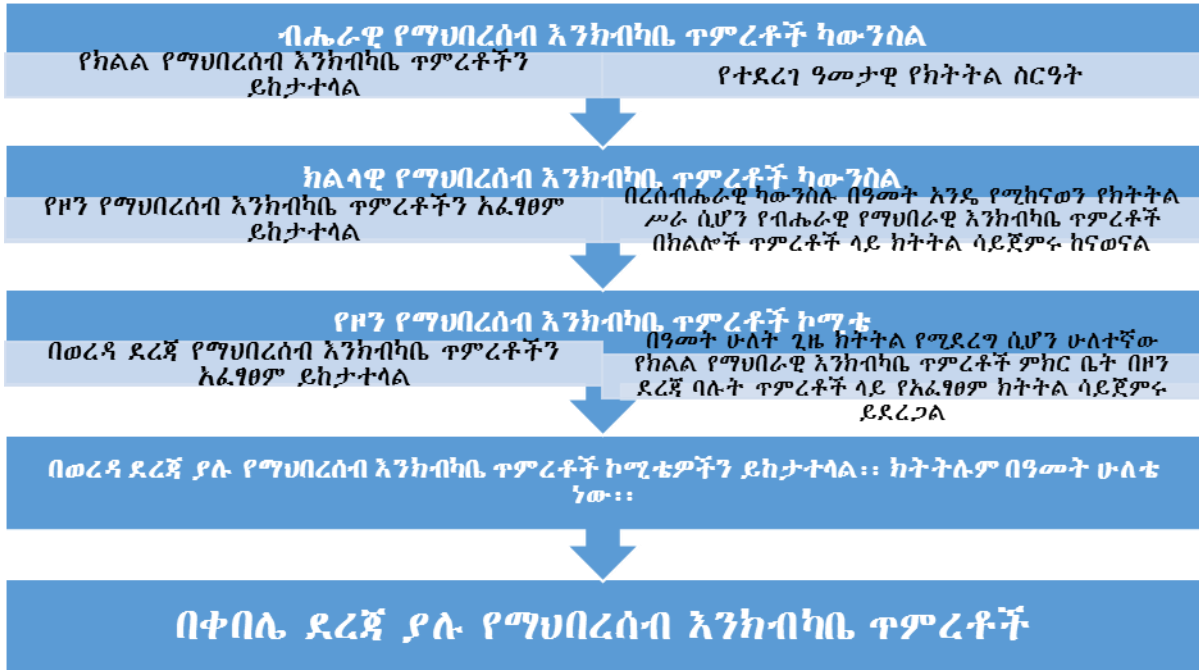 ብሔራዊ የማህበረሰብ እንክብካቤ ጥምረቶች ካውንስል
የክልል የማህበረሰብ እንክብካቤ ጥምረቶችን
ይከታተላል
የተደረገ ዓመታዊ የክትትል ስርዓት
ክልላዊ የማህበረሰብ እንክብካቤ ጥምረቶች ካውንስል
የዞን የማህበረሰብ እንክብካቤ ጥምረቶችን አፈፃፀም
ይከታተላል
በረሰብሔራዊ ካውንስሉ በዓመት አንዴ የሚከናወን የክትትል
ሥራ ሲሆን የብሔራዊ የማህበራዊ እንክብካቤ ጥምረቶች
በክልሎች ጥምረቶች ላይ ክትትል ሳይጀምሩ ከናወናል
የዞን የማህበረሰብ እንክብካቤ ጥምረቶች ኮሚቴ
በወረዳ ደረጃ የማህበረሰብ እንክብካቤ ጥምረቶችን
አፈፃፀም ይከታተላል
በዓመት ሁለት ጊዜ ክትትል የሚደረግ ሲሆን ሁለተኛው
የክልል የማህበራዊ እንክብካቤ ጥምረቶች ምክር ቤት በዞን
ደረጃ ባሉት ጥምረቶች ላይ የአፈፃፀም ክትትል ሳይጀምሩ
ይደረጋል
በወረዳ ደረጃ ያሉ የማህበረሰብ እንክብካቤ ጥምረቶች ኮሚቴዎችን ይከታተላል፡፡ ክትትሉም በዓመት ሁለቴ
ነው፡፡
በቀበሌ ደረጃ ያሉ የማህበረሰብ እንክብካቤ ጥምረቶች